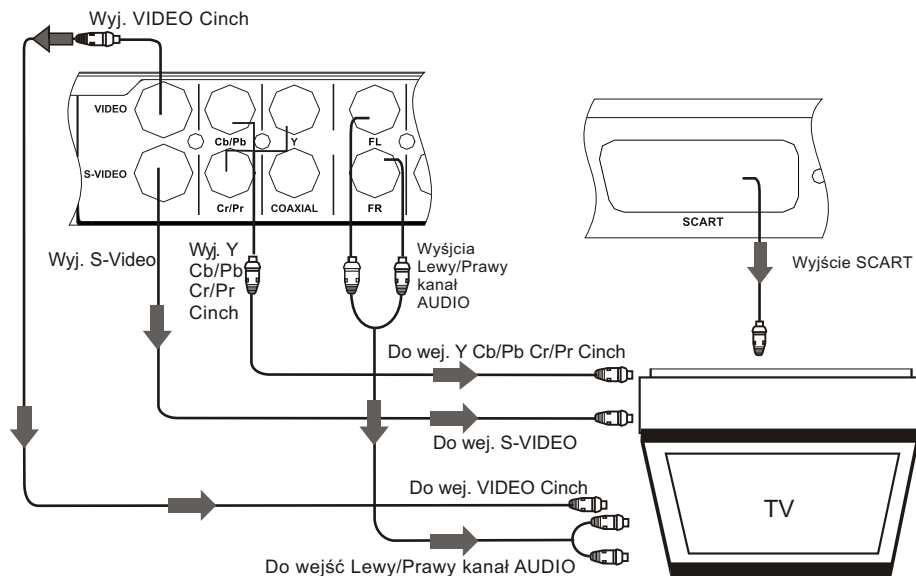 Wyj. VIDEO Cinch
VIDEO
Cb/Pb
Y
FL
S-VIDEO
Cr/Pr
COAXIAL
FR
SCART
Wyj. S-Video
Wyj. Y
Cb/Pb
Cr/Pr
Cinch
Wyśjcia
Lewy/Prawy
kanał
AUDIO
Wyjście SCART
Do wej. Y Cb/Pb Cr/Pr Cinch
Do wej. S-VIDEO
Do wej. VIDEO Cinch
TV
Do wejść Lewy/Prawy kanał AUDIO